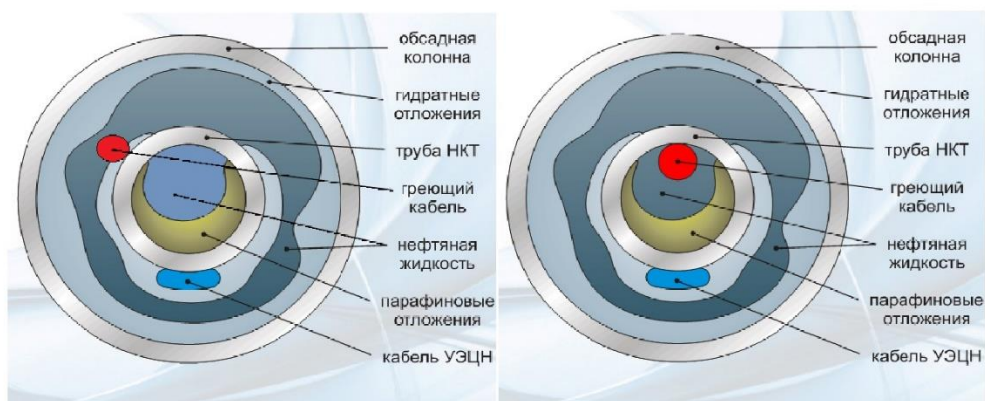 обсадная
колонна
гидратные
отложения
труба НКТ
греющий
кабель
нефтяная
жидкость
парафиновые
отложения
кабель УЭЦН
обсадная
колонна
гидратные
отложения
труба НКТ
греющий
кабель
нефтяная
жидкость
парафиновые
отложения
кабель УЭЦН